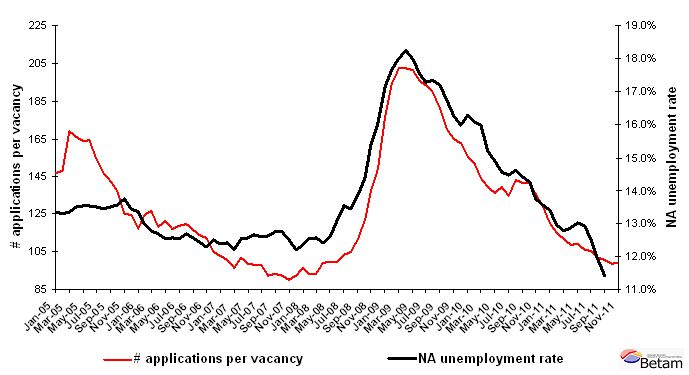 225
205
185
165
145
125
105
85
# applications per vacancy
19.0%
18.0%
17.0%
16.0%
15.0%
14.0%
13.0%
12.0%
11.0%
NA unemployment rate
Jan-05
Mar-05
May-05
Jul-05
Sep-05
Nov-05
Jan-06
Mar-06
May-06
Jul-06
Sep-06
Nov-06
Jan-07
Mar-07
May-07
Jul-07
Sep-07
Nov-07
Jan-08
Mar-08
May-08
Jul-08
Sep-08
Nov-08
Jan-09
Mar-09
May-09
Jul-09
Sep-09
Nov-09
Jan-10
Mar-10
May-10
Jul-10
Sep-10
Nov-10
Jan-11
Mar-11
May-11
Jul-11
Sep-11
Nov-11
# applications per vacancy
NA unemployment rate
Betam